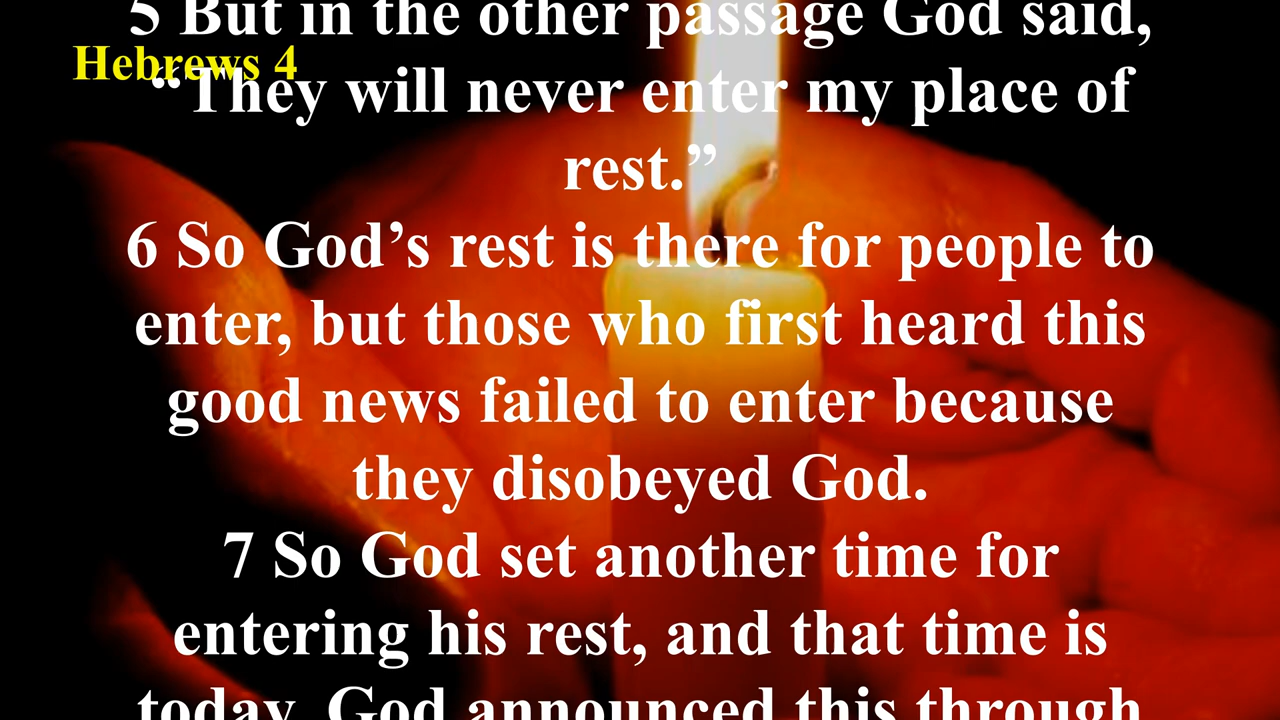 5 But in the other passage God said,
Hebrews 4
“They will never enter my place of
rest.”
6 So God’s rest is there for people to
enter, but those who first heard this
good news failed to enter because
they disobeyed God.
7 So God set another time for
entering his rest, and that time is
today. God announced this through